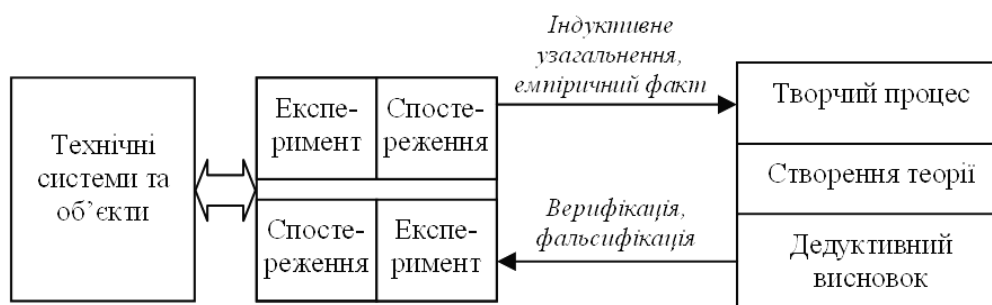 Технічні
системи та
об’єкти
Експе-
римент
Спосте-
реження
Спосте-
реження
Експе-
римент
Індуктивне
узагальнення,
емпіричний факт
Верифікація,
фальсифікація
Творчий процес
Створення теорії
Дедуктивний
висновок